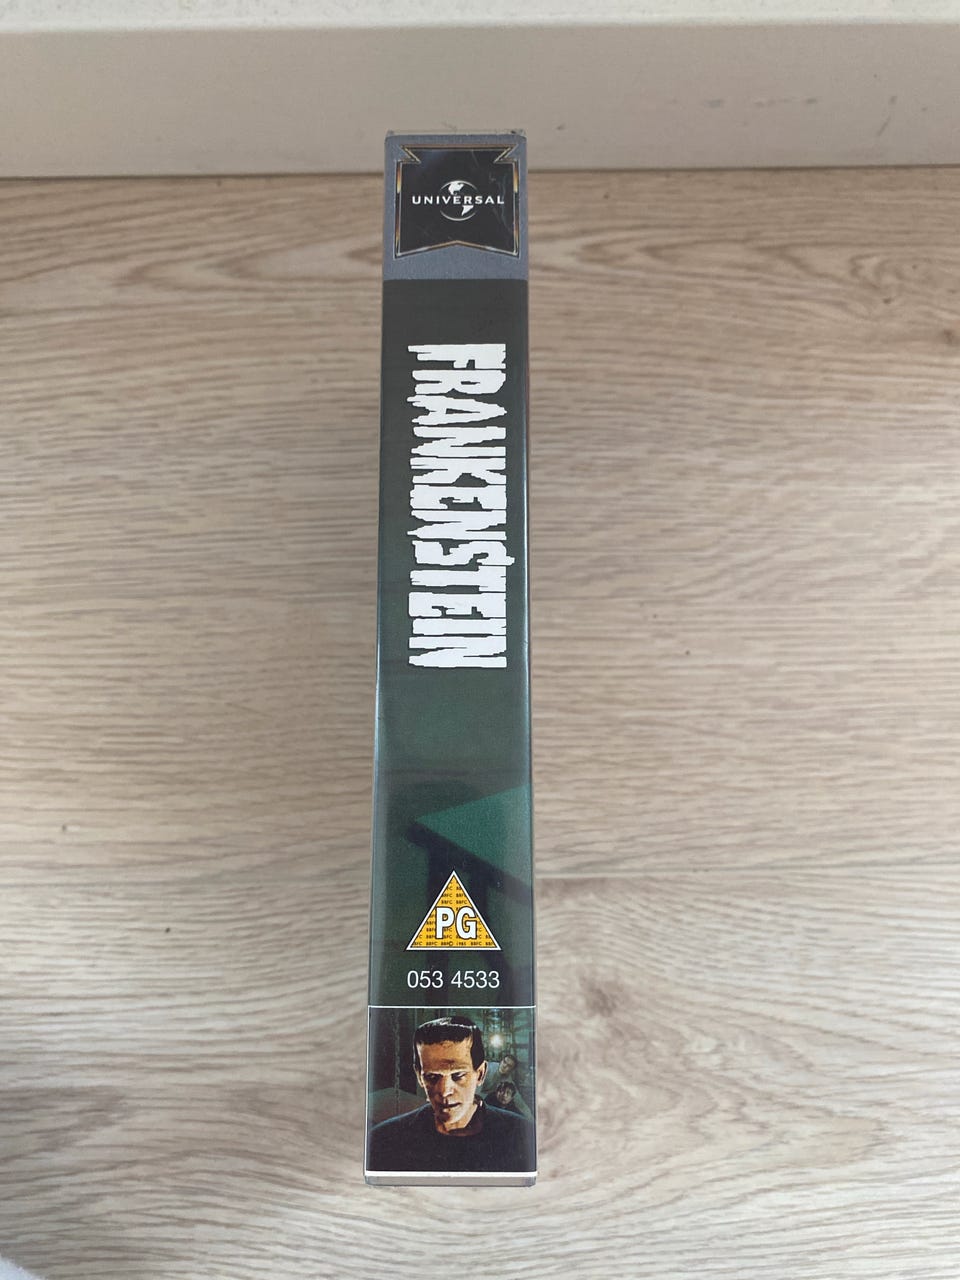 UNIVERSAL
FRANKENSTEIN
PG
053 4533